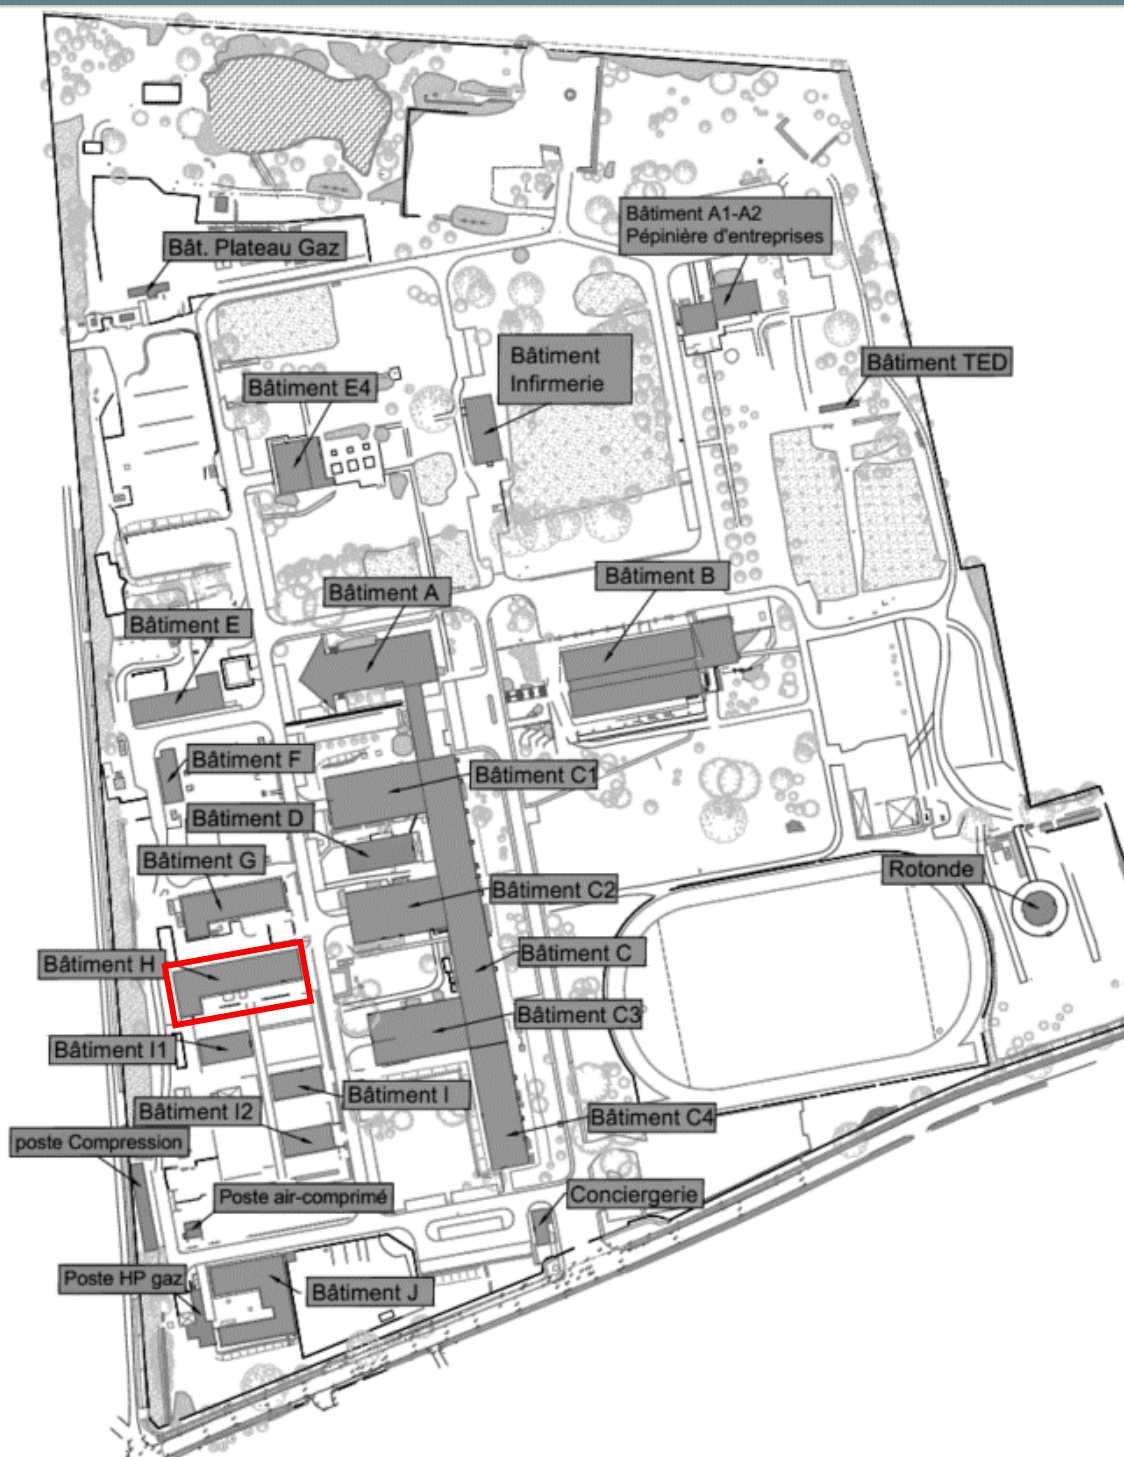 Bâtiment A1-A2
Pépinière d'entreprises
Bât. Plateau Gaz
Bâtiment
Infirmerie
Bâtiment TED
Bâtiment E4
Bâtiment B
Bâtiment A
Bâtiment E
Bâtiment F
Bâtiment C1
Bâtiment D
Bâtiment G
Rotonde
Bâtiment C2
Bâtiment C
Bâtiment H
Bâtiment C3
Bâtiment I1
Bâtiment I
Bâtiment I2
Bâtiment C4
poste Compression
Poste air-comprimé
Conciergerie
Poste HP gaz
Bâtiment J